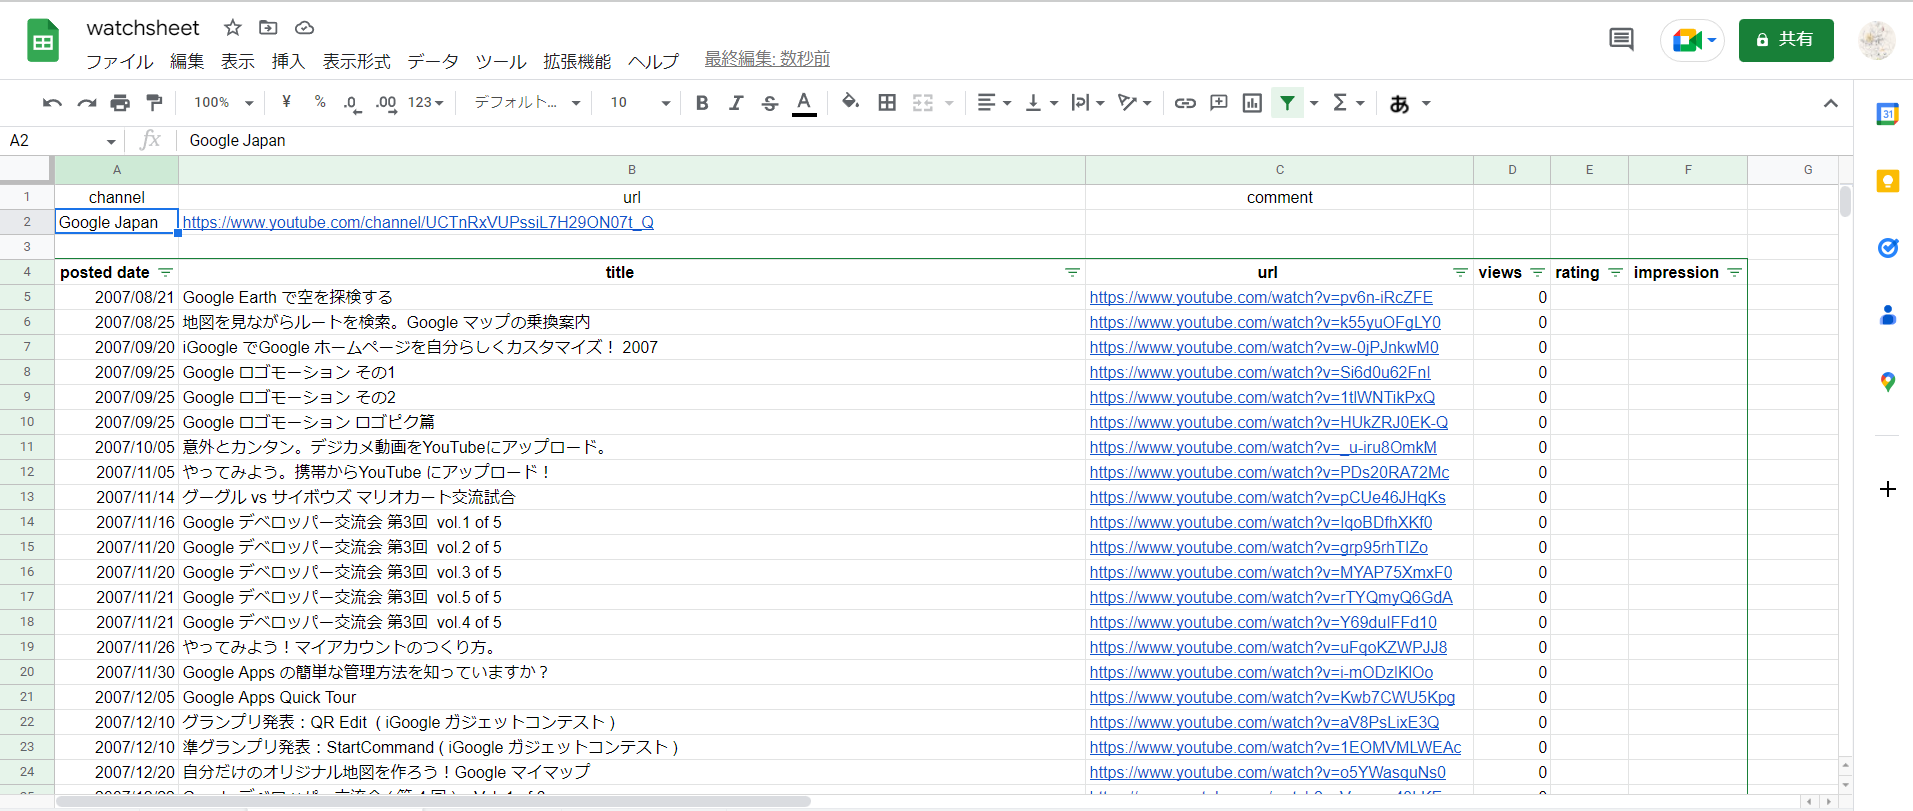 watchsheet
ファイル 編集 表示 挿入 表示形式 データ ツール 拡張機能 ヘルプ 最終編集: 数秒前
共有
100% ¥ % .0 .00 123 デフォルト... 10 B I S A Σ あ
31
A2 fx Google Japan
A B C D E F G
1 channel url comment
2 Google Japan https://www.youtube.com/channel/UCTnRxVUPssiL7H29ON07t_Q
3
4 posted date title url views rating impression
5 2007/08/21 Google Earth で空を探検する https://www.youtube.com/watch?v=pv6n-iRcZFE 0
6 2007/08/25 地図を見ながらルートを検索。Google マップの乗換案内 https://www.youtube.com/watch?v=k55yuOFgLY0 0
7 2007/09/20 iGoogle でGoogle ホームページを自分らしくカスタマイズ！ 2007 https://www.youtube.com/watch?v=w-0jPJnkwM0 0
8 2007/09/25 Google ロゴモーション その1 https://www.youtube.com/watch?v=Si6d0u62FnI 0
9 2007/09/25 Google ロゴモーション その2 https://www.youtube.com/watch?v=1tlWNTikPxQ 0
10 2007/09/25 Google ロゴモーション ロゴピク篇 https://www.youtube.com/watch?v=HUkZRJ0EK-Q 0
11 2007/10/05 意外とカンタン。デジカメ動画をYouTubeにアップロード。 https://www.youtube.com/watch?v=_u-iru8OmkM 0
12 2007/11/05 やってみよう。携帯からYouTube にアップロード！ https://www.youtube.com/watch?v=PDs20RA72Mc 0
13 2007/11/14 グーグル vs サイボウズ マリオカート交流試合 https://www.youtube.com/watch?v=pCUe46JHqKs 0
14 2007/11/16 Google デベロッパー交流会 第3回 vol.1 of 5 https://www.youtube.com/watch?v=IqoBDfhXKf0 0
15 2007/11/20 Google デベロッパー交流会 第3回 vol.2 of 5 https://www.youtube.com/watch?v=grp95rhTIZo 0
16 2007/11/20 Google デベロッパー交流会 第3回 vol.3 of 5 https://www.youtube.com/watch?v=MYAP75XmxF0 0
17 2007/11/21 Google デベロッパー交流会 第3回 vol.5 of 5 https://www.youtube.com/watch?v=rTYQmyQ6GdA 0
18 2007/11/21 Google デベロッパー交流会 第3回 vol.4 of 5 https://www.youtube.com/watch?v=Y69duIFFd10 0
19 2007/11/26 やってみよう！マイアカウントのつくり方。 https://www.youtube.com/watch?v=uFqoKZWPJJ8 0
20 2007/11/30 Google Apps の簡単な管理方法を知っていますか？ https://www.youtube.com/watch?v=i-mODzlKlOo 0
21 2007/12/05 Google Apps Quick Tour https://www.youtube.com/watch?v=Kwb7CWU5Kpg 0
22 2007/12/10 グランプリ発表：QR Edit ( iGoogle ガジェットコンテスト ) https://www.youtube.com/watch?v=aV8PsLixE3Q 0
23 2007/12/10 準グランプリ発表：StartCommand ( iGoogle ガジェットコンテスト ) https://www.youtube.com/watch?v=1EOMVMLWEAc 0
24 2007/12/20 自分だけのオリジナル地図を作ろう！Google マイマップ https://www.youtube.com/watch?v=o5YWasquNs0 0